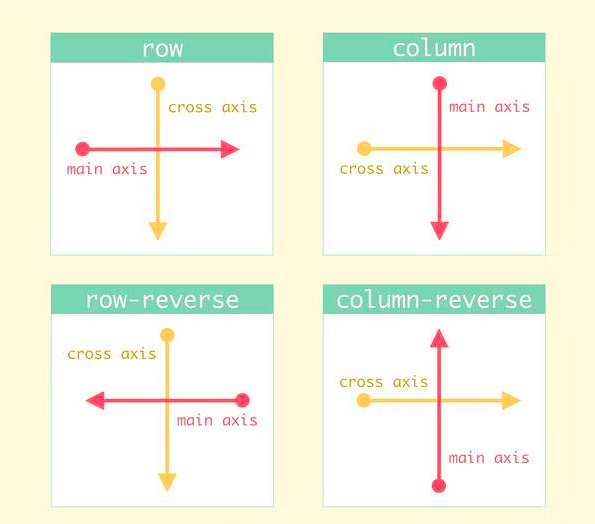 row
cross axis
main axis
column
main axis
cross axis
row-reverse
cross axis
main axis
column-reverse
cross axis
main axis